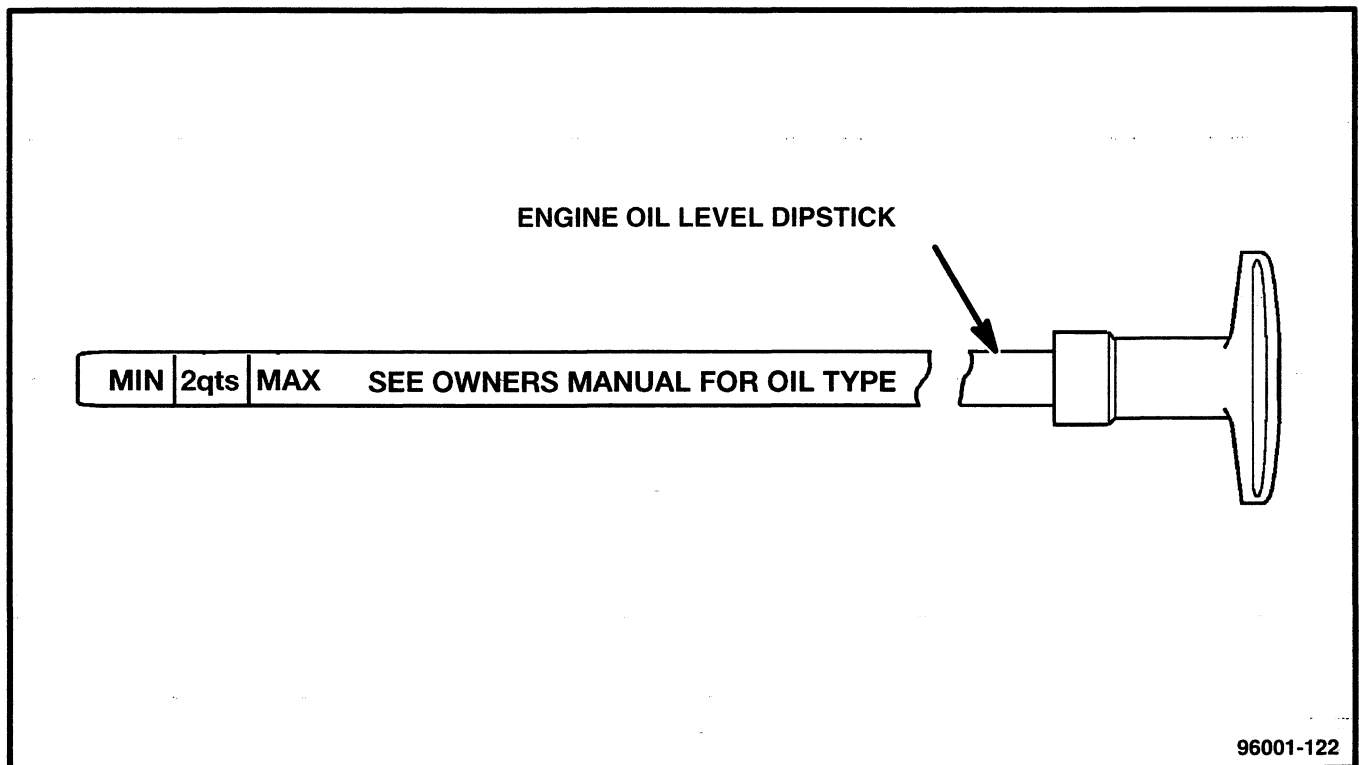 ENGINE OIL LEVEL DIPSTICK
MIN 2qts MAX SEE OWNERS MANUAL FOR OIL TYPE
96001-122